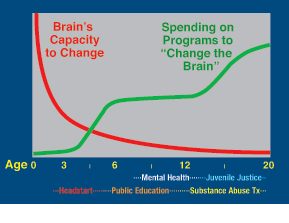 Brain's
Capacity
to Change
Spending on
Programs to
"Change the
Brain"
Age 0 3 6 12 20
Mental Health Juvenile Justice
Headstart Public Education Substance Abuse Tx